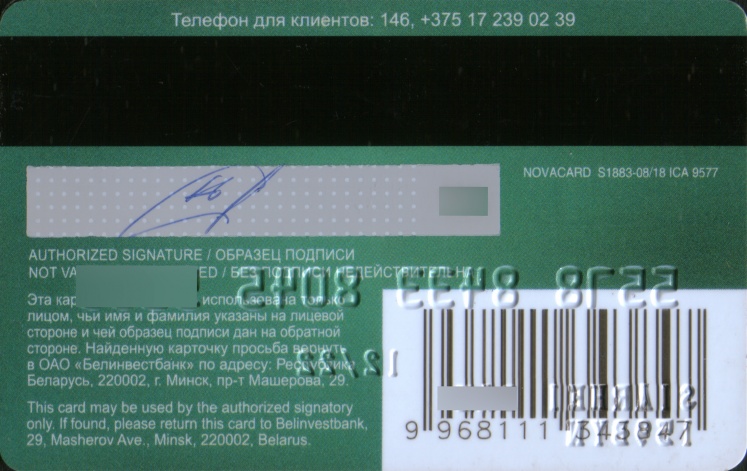 Телефон для клиентов: 146, +375 17 239 02 39
NOVACARD S1883-08/18 ICA 9577
AUTHORIZED SIGNATURE / ОБРАЗЕЦ ПОДПИСИ
NOT VA ED / БЕЗ ПОДПИСИ НЕДЕЙСТВИТЕЛЬНА
Эта кар использована только
лицом, чьи имя и фамилия указаны на лицевой
стороне и чей образец подписи дан на обратной
стороне. Найденную карточку просьба вернуть
в ОАО «Белинвестбанк» по адресу: Республика
Беларусь, 220002, г. Минск, пр-т Машерова, 29.
This card may be used by the authorized signatory
only. If found, please return this card to Belinvestbank,
29, Masherov Ave., Minsk, 220002, Belarus.
9 968111 343947